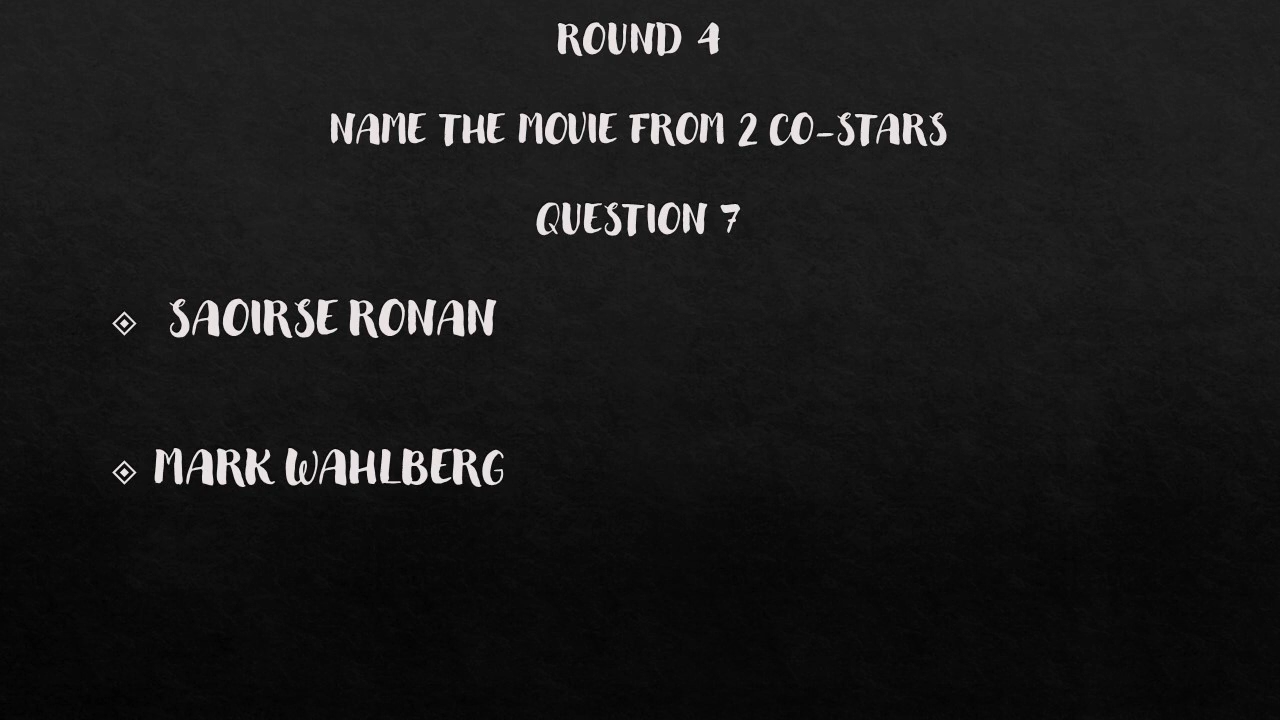 ROUND 4
NAME THE MOVIE FROM 2 CO-STARS
QUESTION 7
SAOIRSE RONAN
MARK WAHLBERG